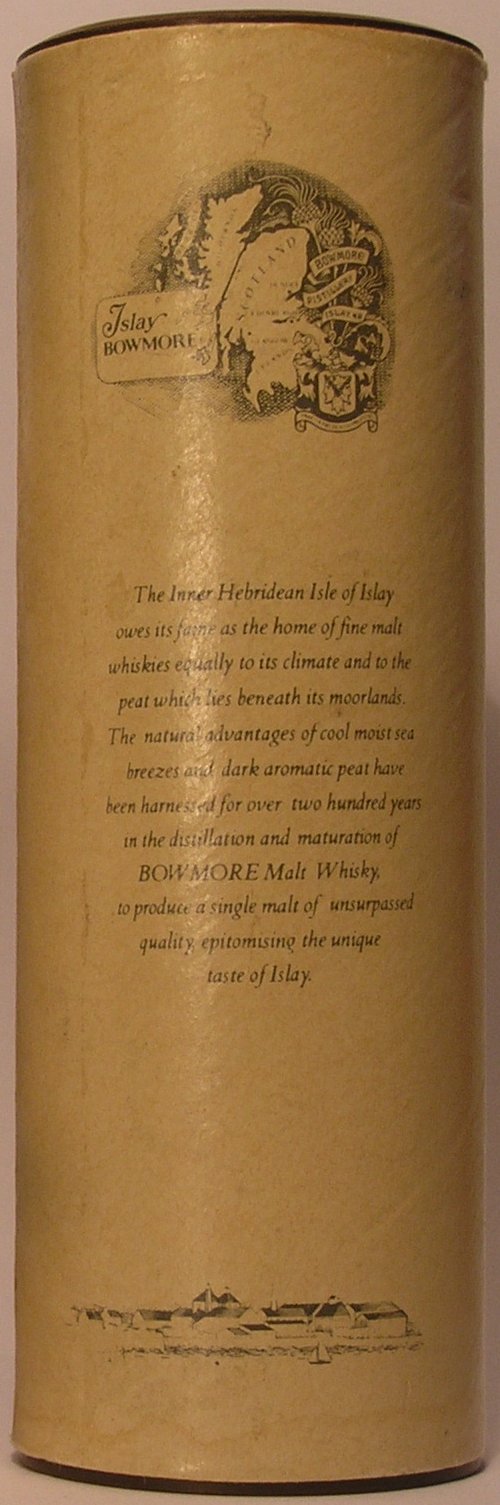 SCOTLAND
BOWMORE
DISTILLERY
ISLAY
Islay
BOWMORE
The Inner Hebridean Isle of Islay
owes its fame as the home of fine malt
whiskies equally to its climate and to the
peat which lies beneath its moorlands.
The natural advantages of cool moist sea
breezes and dark aromatic peat have
been harnessed for over two hundred years
in the distillation and maturation of
BOWMORE Malt Whisky,
to produce a single malt of unsurpassed
quality, epitomising the unique
taste of Islay.